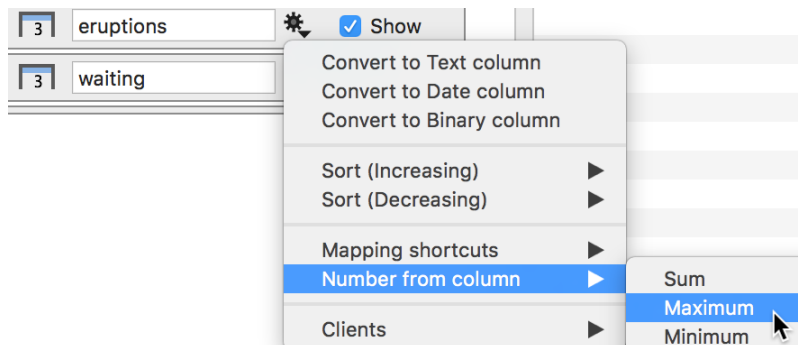 3 eruptions Show
3 waiting
Convert to Text column
Convert to Date column
Convert to Binary column
Sort (Increasing)
Sort (Decreasing)
Mapping shortcuts
Number from column
Sum
Maximum
Minimum
Clients